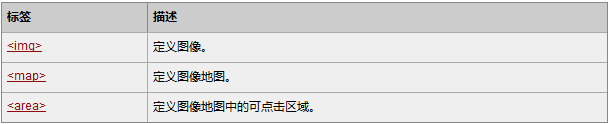 标签 描述
<img> 定义图像。
<map> 定义图像地图。
<area> 定义图像地图中的可点击区域。